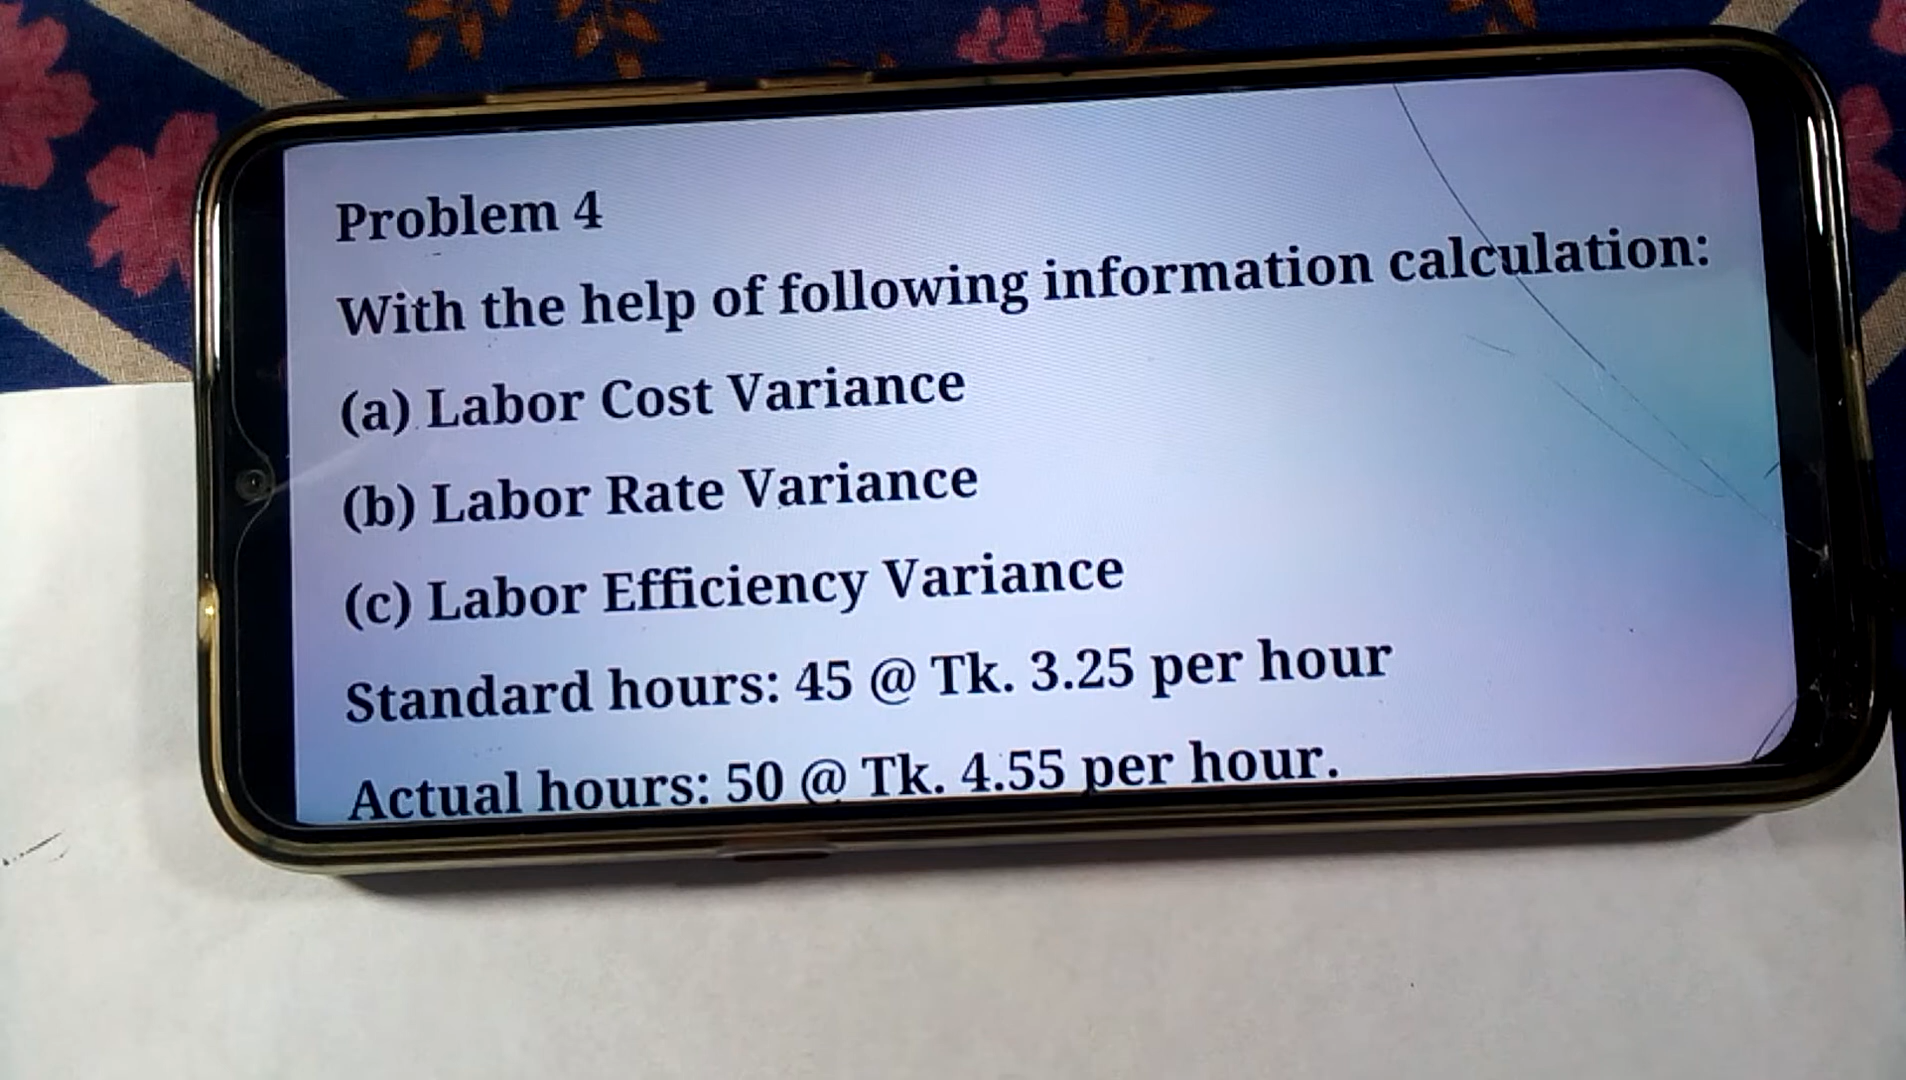 Problem 4
With the help of following information calculation:
(a) Labor Cost Variance
(b) Labor Rate Variance
(c) Labor Efficiency Variance
Standard hours: 45 @ Tk. 3.25 per hour
Actual hours: 50 @ Tk. 4.55 per hour.